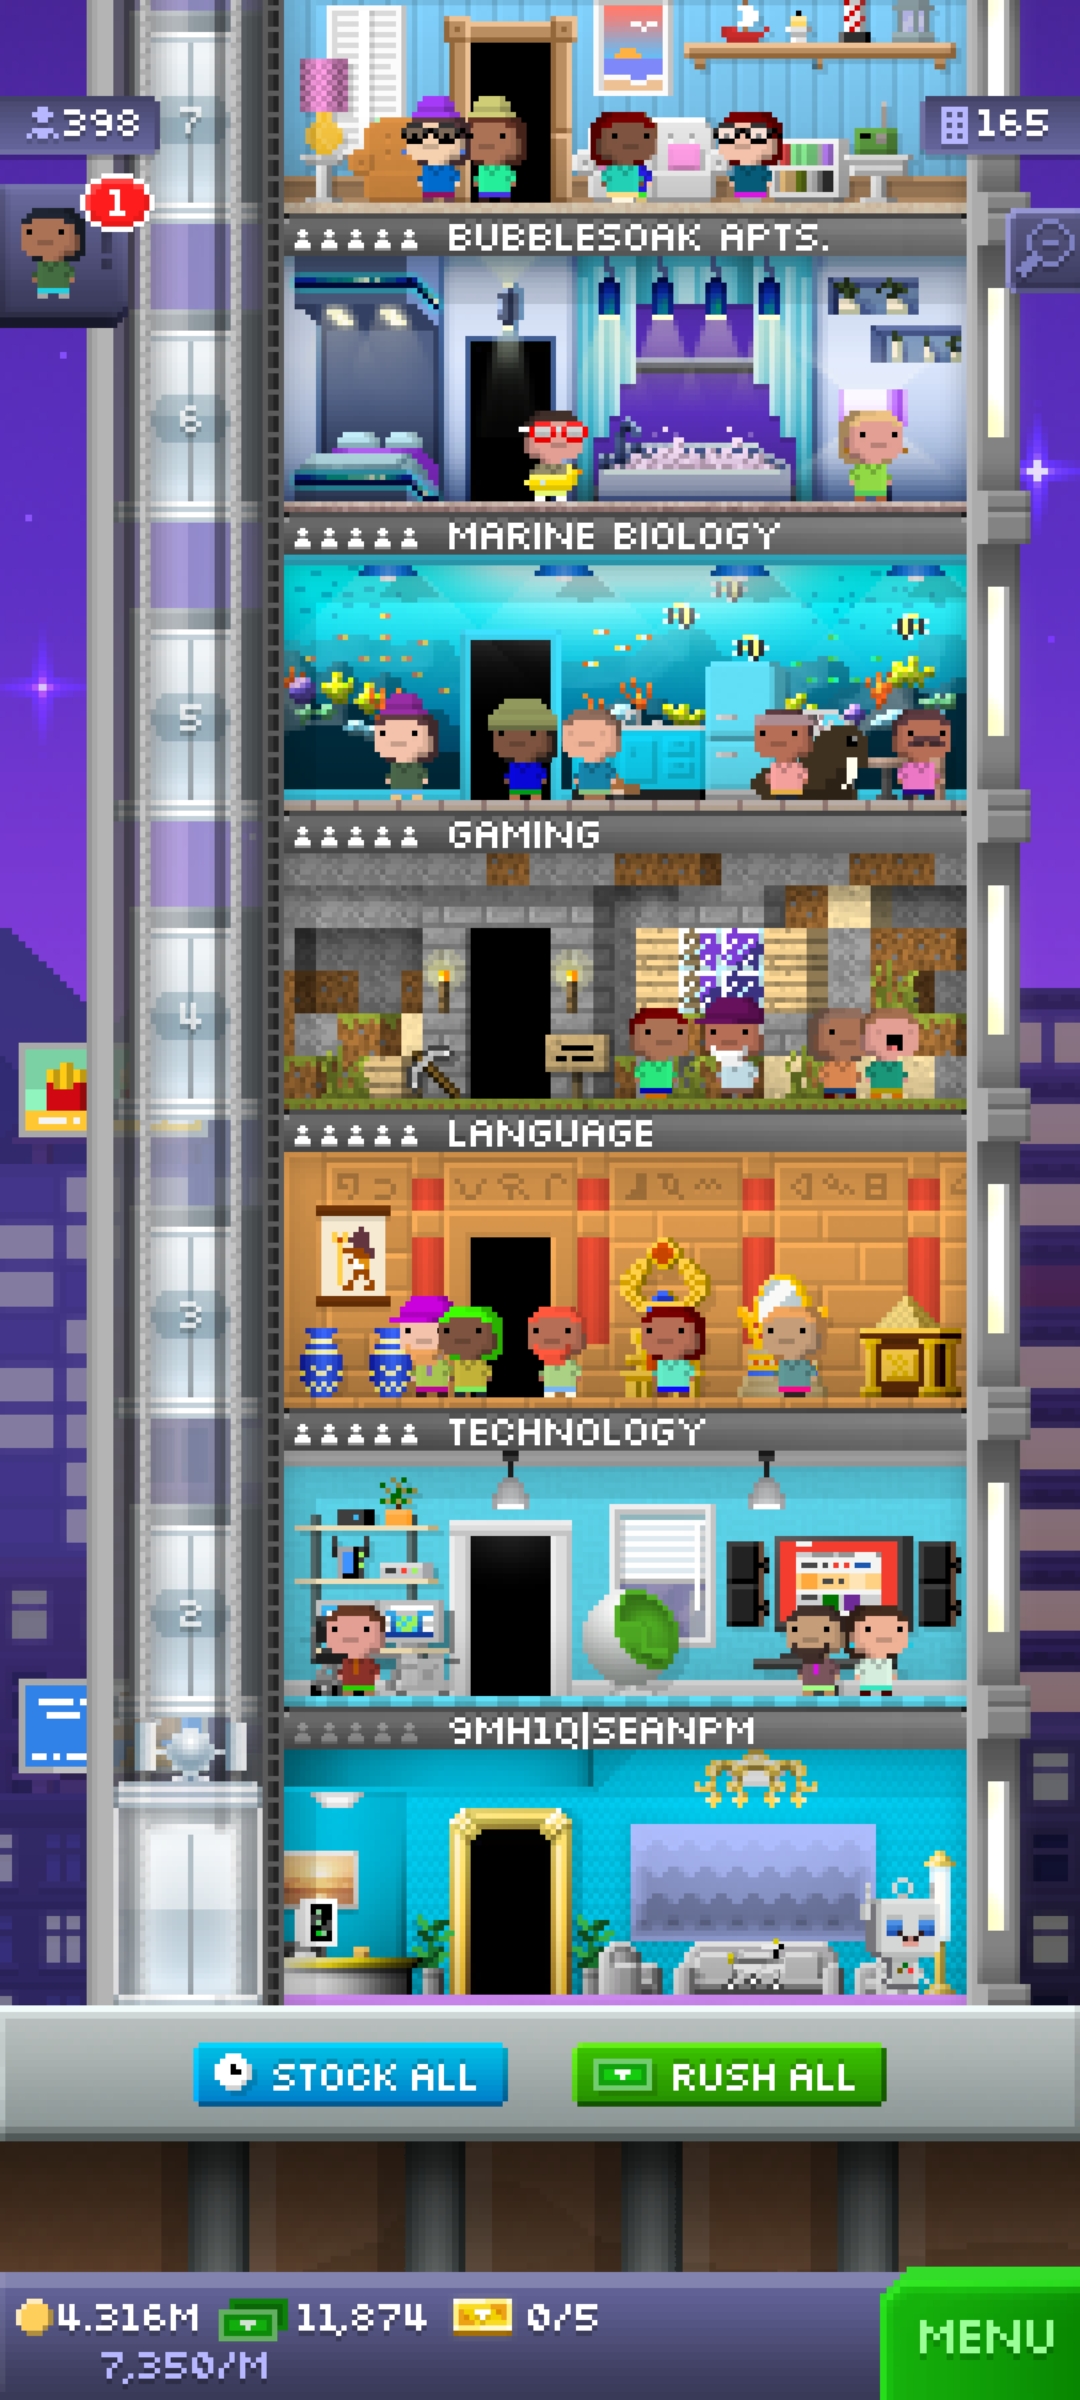 398
7
165
1
BUBBLESOAK APTS.
6
MARINE BIOLOGY
5
GAMING
4
LANGUAGE
3
TECHNOLOGY
2
9MH1Q|SEANPM
STOCK ALL
RUSH ALL
4.316M 11,874 0/5
7,350/M
MENU